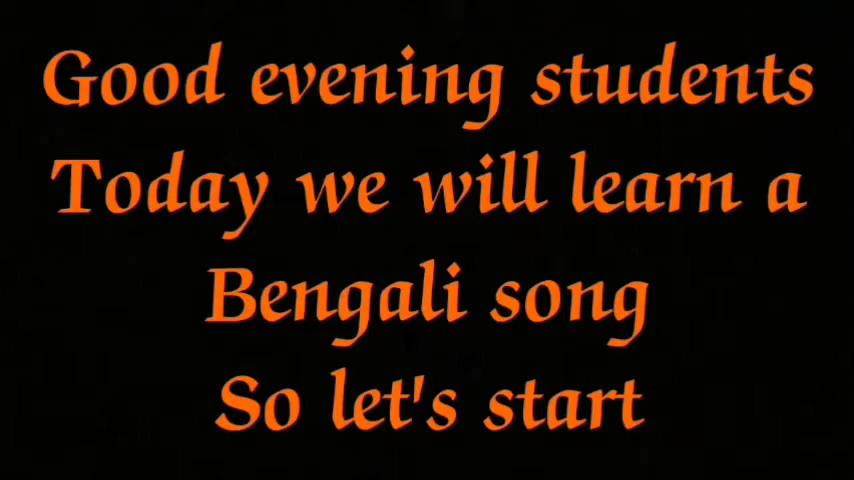 Good evening students
Today we will learn a
Bengali song
So let's start